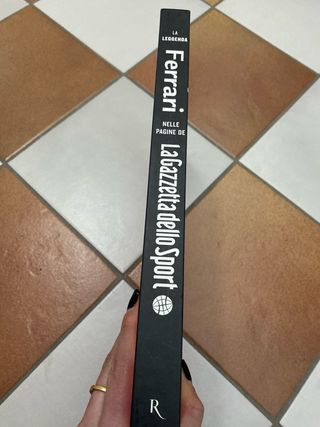 LA
LEGGENDA
Ferrari
NELLE
PAGINE DE
La Gazzetta dello Sport
R